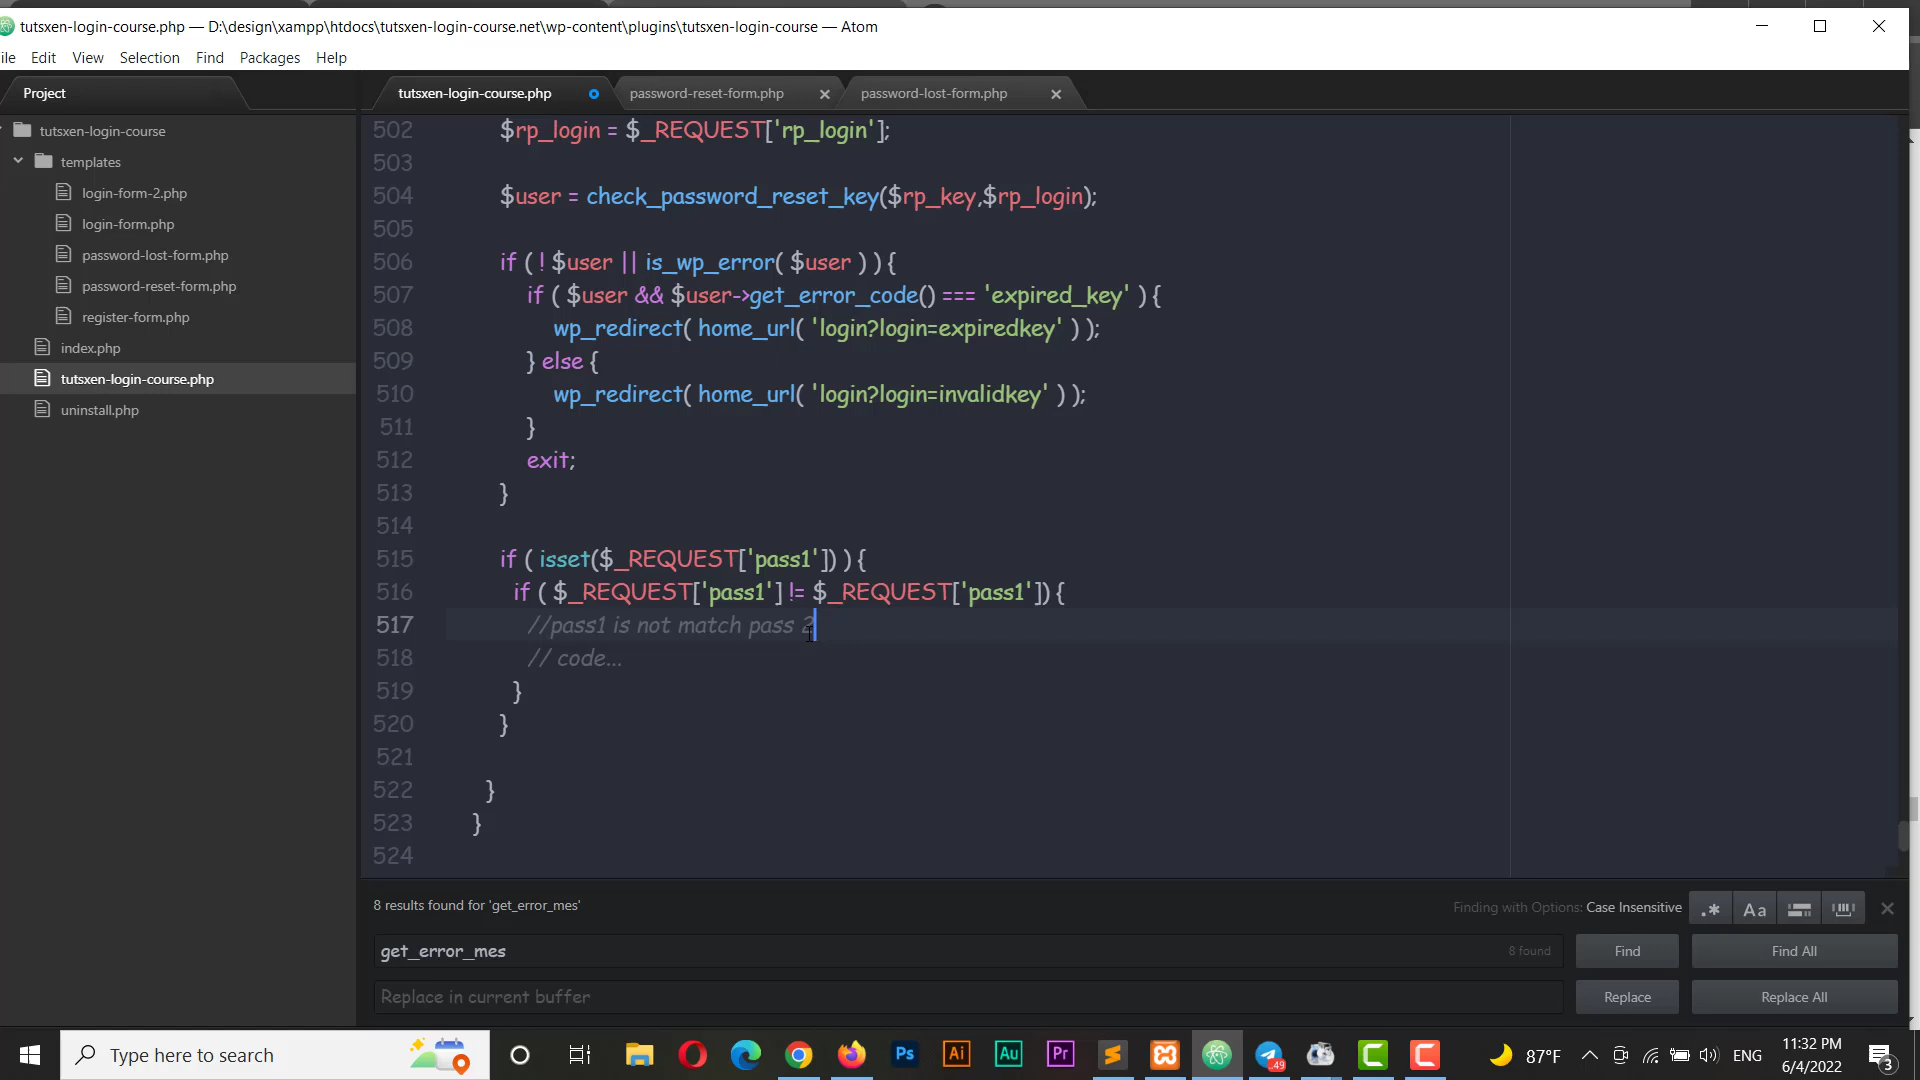 tutsxen-login-course.php — D:\design\xampp\htdocs\tutsxen-login-course.net\wp-content\plugins\tutsxen-login-course — Atom
ile Edit View Selection Find Packages Help
Project
tutsxen-login-course.php
password-reset-form.php
password-lost-form.php
tutsxen-login-course
templates
login-form-2.php
login-form.php
password-lost-form.php
password-reset-form.php
register-form.php
index.php
tutsxen-login-course.php
uninstall.php
502 $rp_login = $_REQUEST['rp_login'];
503
504 $user = check_password_reset_key($rp_key,$rp_login);
505
506 if ( ! $user || is_wp_error( $user ) ) {
507 if ( $user && $user->get_error_code() === 'expired_key' ) {
508 wp_redirect( home_url( 'login?login=expiredkey' ) );
509 } else {
510 wp_redirect( home_url( 'login?login=invalidkey' ) );
511 }
512 exit;
513 }
514
515 if ( isset($_REQUEST['pass1']) ) {
516 if ( $_REQUEST['pass1'] != $_REQUEST['pass1']) {
517 //pass1 is not match pass 2
518 // code...
519 }
520 }
521
522 }
523 }
524
8 results found for 'get_error_mes'
Finding with Options: Case Insensitive
.* Aa
get_error_mes
8 found
Find
Find All
Replace in current buffer
Replace
Replace All
Type here to search
Ps
Ai
Au
Pr
.49
87°F
ENG
11:32 PM
6/4/2022
3